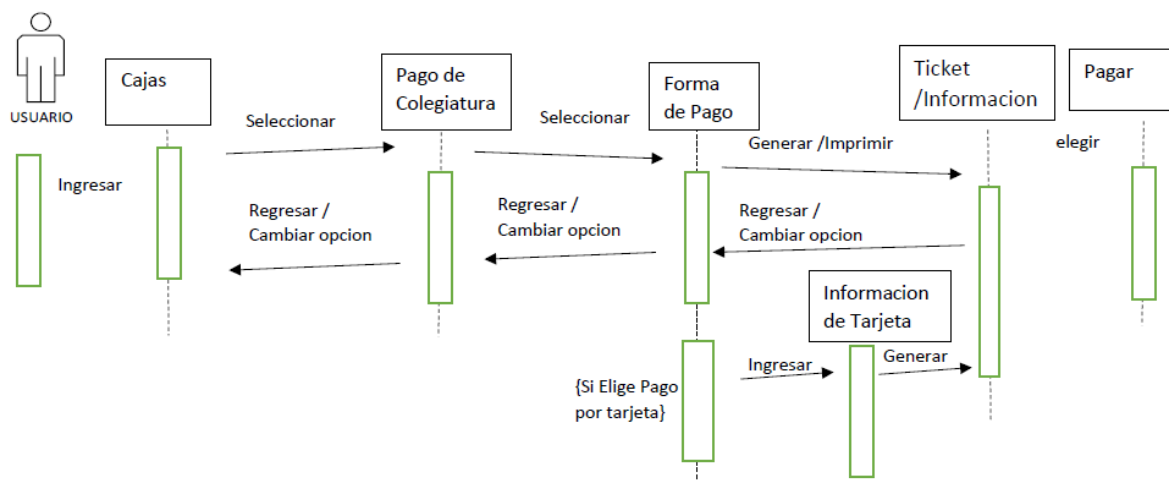 USUARIO
Cajas
Pago de
Colegiatura
Forma
de Pago
Ticket
/Informacion
Pagar
Ingresar
Seleccionar
Seleccionar
Generar /Imprimir
elegir
Regresar /
Cambiar opcion
Regresar /
Cambiar opcion
Regresar /
Cambiar opcion
Informacion
de Tarjeta
{Si Elige Pago
por tarjeta}
Ingresar
Generar